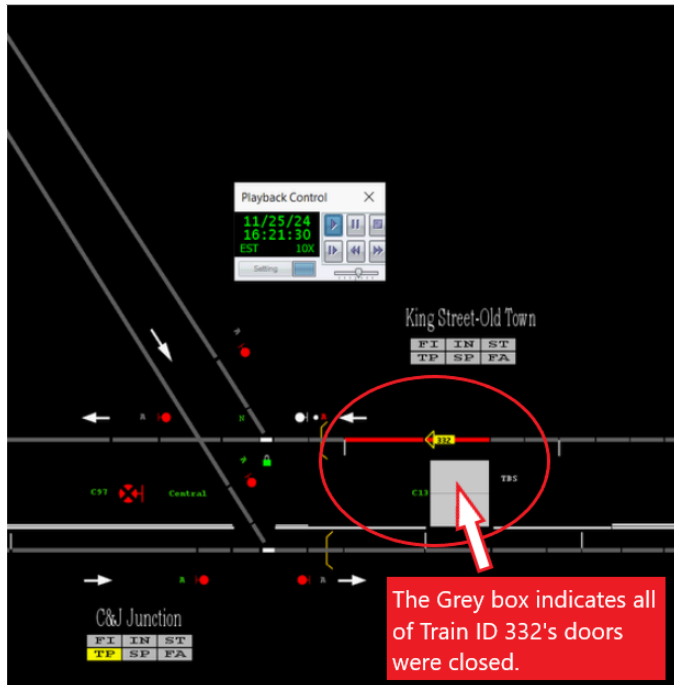 Playback Control
11/25/24
16:21:30
EST 10X
Setting
King Street-Old Town
FI IN ST
TP SP FA
N
332
C97
Central
C13
TBS
The Grey box indicates all
of Train ID 332's doors
were closed.
C&J Junction
FI IN ST
TP SP FA